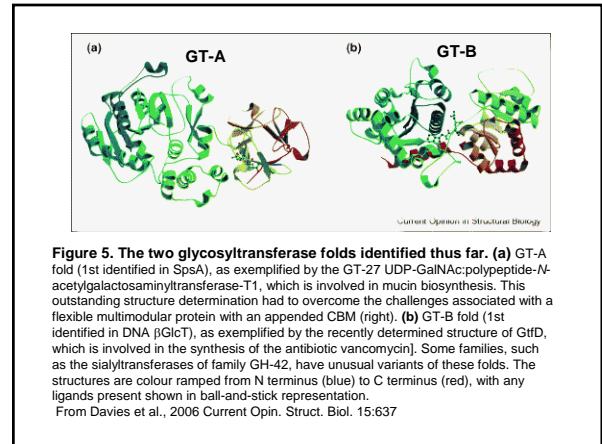 (a)
GT-A
(b)
GT-B
Current Opinion in Structural Biology
Figure 5. The two glycosyltransferase folds identified thus far. (a) GT-A
fold (1st identified in SpsA), as exemplified by the GT-27 UDP-GalNAc:polypeptide-N-
acetylgalactosaminyltransferase-T1, which is involved in mucin biosynthesis. This
outstanding structure determination had to overcome the challenges associated with a
flexible multimodular protein with an appended CBM (right). (b) GT-B fold (1st
identified in DNA βGlcT), as exemplified by the recently determined structure of GtfD,
which is involved in the synthesis of the antibiotic vancomycin]. Some families, such
as the sialyltransferases of family GH-42, have unusual variants of these folds. The
structures are colour ramped from N terminus (blue) to C terminus (red), with any
ligands present shown in ball-and-stick representation.
From Davies et al., 2006 Current Opin. Struct. Biol. 15:637